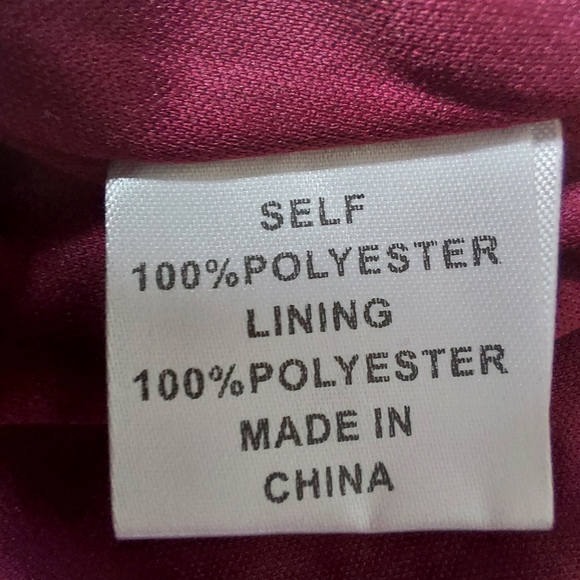 SELF
100%POLYESTER
LINING
100%POLYESTER
MADE IN
CHINA